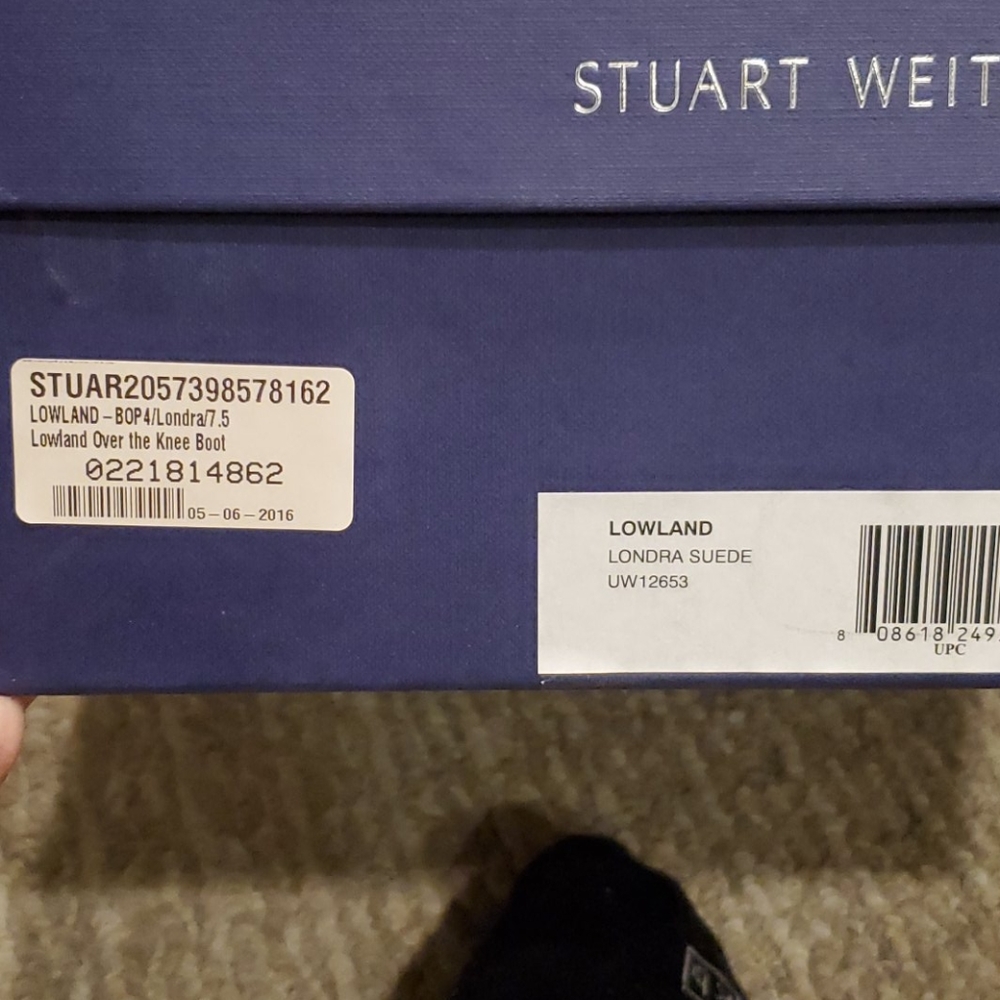 STUART WEIT
STUAR2057398578162
LOWLAND-BOP4/Londra/7.5
Lowland Over the Knee Boot
0221814862
05-06-2016
LOWLAND
LONDRA SUEDE
UW12653
8 08618 249
UPC